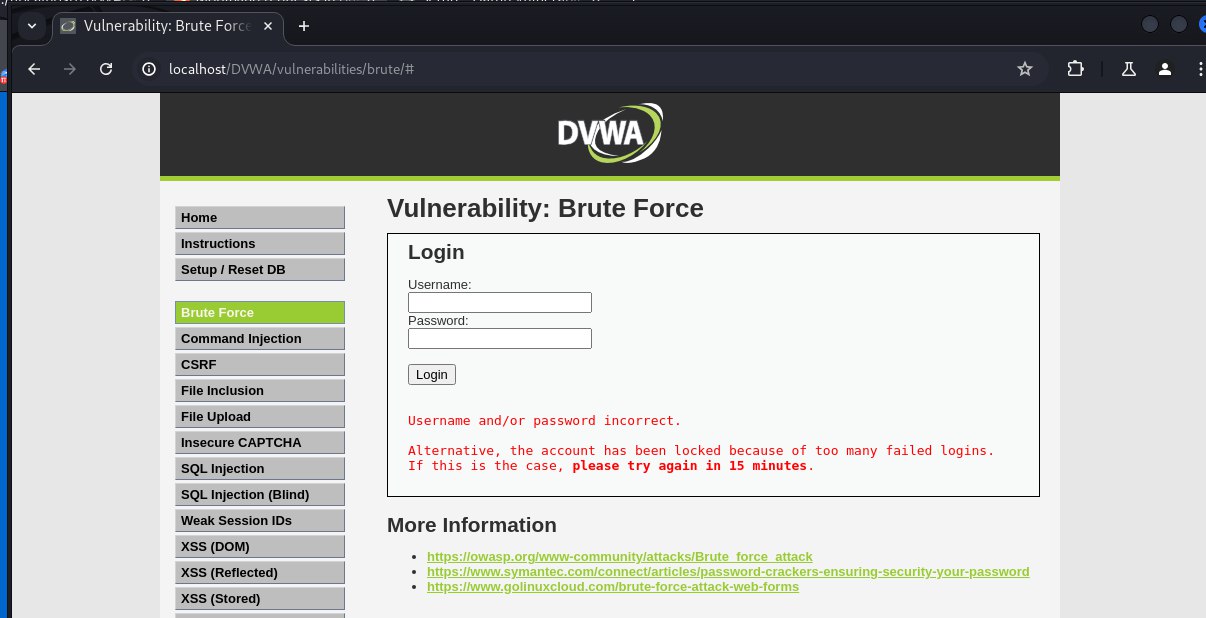 Vulnerability: Brute Force
localhost/DVWA/vulnerabilities/brute/#
DVWA
Home
Instructions
Setup / Reset DB
Brute Force
Command Injection
CSRF
File Inclusion
File Upload
Insecure CAPTCHA
SQL Injection
SQL Injection (Blind)
Weak Session IDs
XSS (DOM)
XSS (Reflected)
XSS (Stored)
Vulnerability: Brute Force
Login
Username:
Password:
Login
Username and/or password incorrect.
Alternative, the account has been locked because of too many failed logins.
If this is the case, please try again in 15 minutes.
More Information
https://owasp.org/www-community/attacks/Brute_force_attack
https://www.symantec.com/connect/articles/password-crackers-ensuring-security-your-password
https://www.golinuxcloud.com/brute-force-attack-web-forms